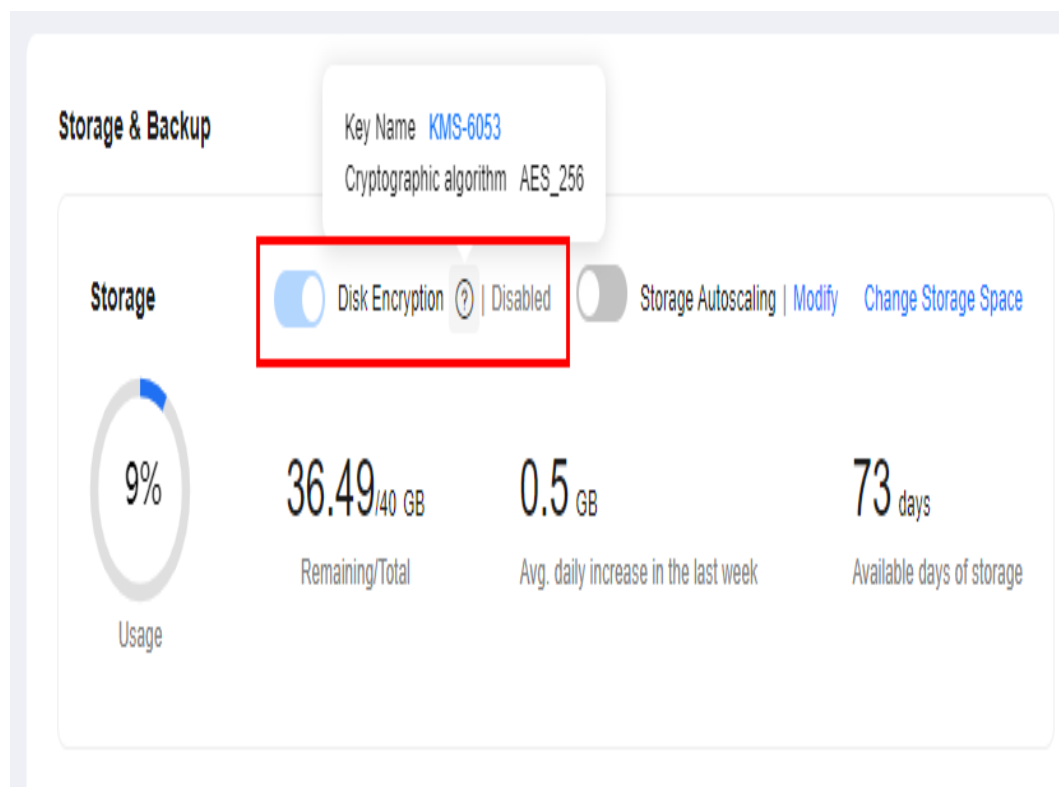 Storage & Backup
Key Name KMS-6053
Cryptographic algorithm AES_256
Storage
Disk Encryption ? | Disabled
Storage Autoscaling | Modify
Change Storage Space
9%
Usage
36.49/40 GB
Remaining/Total
0.5 GB
Avg. daily increase in the last week
73 days
Available days of storage